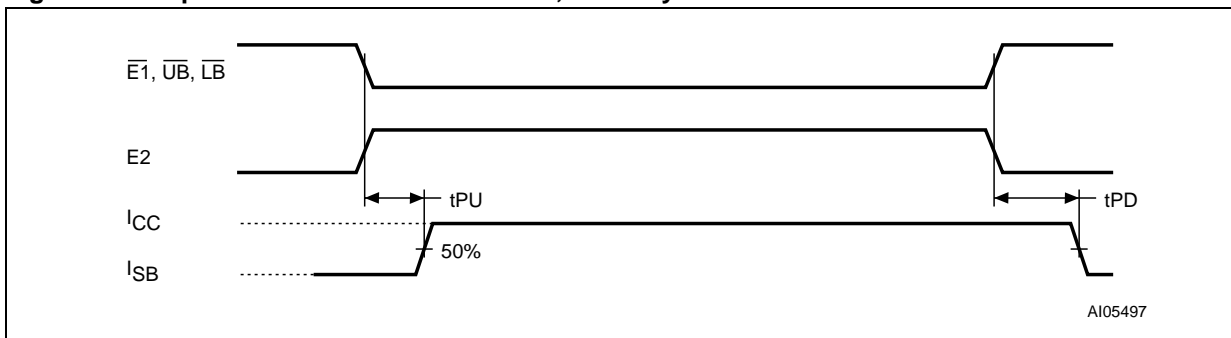 E1, UB, LB
E2
tPU
tPD
ICC
50%
ISB
AI05497